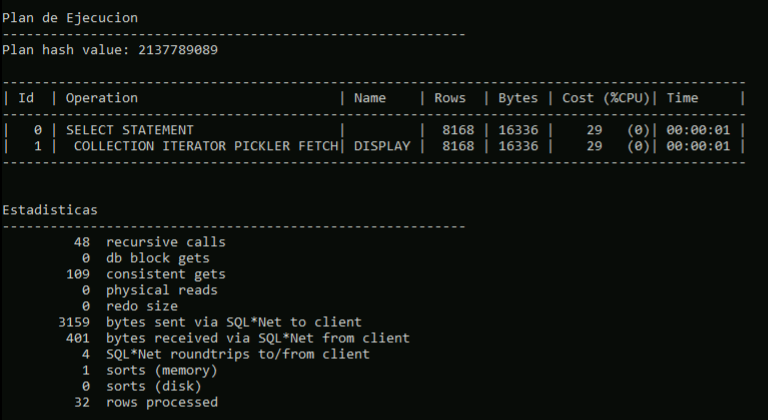 Plan de Ejecucion
----------------------------------------------------------
Plan hash value: 2137789089

---------------------------------------------------------------------------------------------
| Id  | Operation                         | Name    | Rows  | Bytes | Cost (%CPU)| Time     |
---------------------------------------------------------------------------------------------
|   0 | SELECT STATEMENT                  |         |  8168 | 16336 |    29   (0)| 00:00:01 |
|   1 |  COLLECTION ITERATOR PICKLER FETCH| DISPLAY |  8168 | 16336 |    29   (0)| 00:00:01 |
---------------------------------------------------------------------------------------------

Estadisticas
----------------------------------------------------------
         48  recursive calls
          0  db block gets
        109  consistent gets
          0  physical reads
          0  redo size
       3159  bytes sent via SQL*Net to client
        401  bytes received via SQL*Net from client
          4  SQL*Net roundtrips to/from client
          1  sorts (memory)
          0  sorts (disk)
         32  rows processed